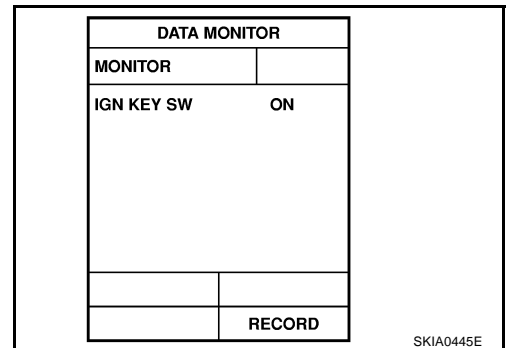 DATA MONITOR
MONITOR
IGN KEY SW ON
RECORD
SKIA0445E